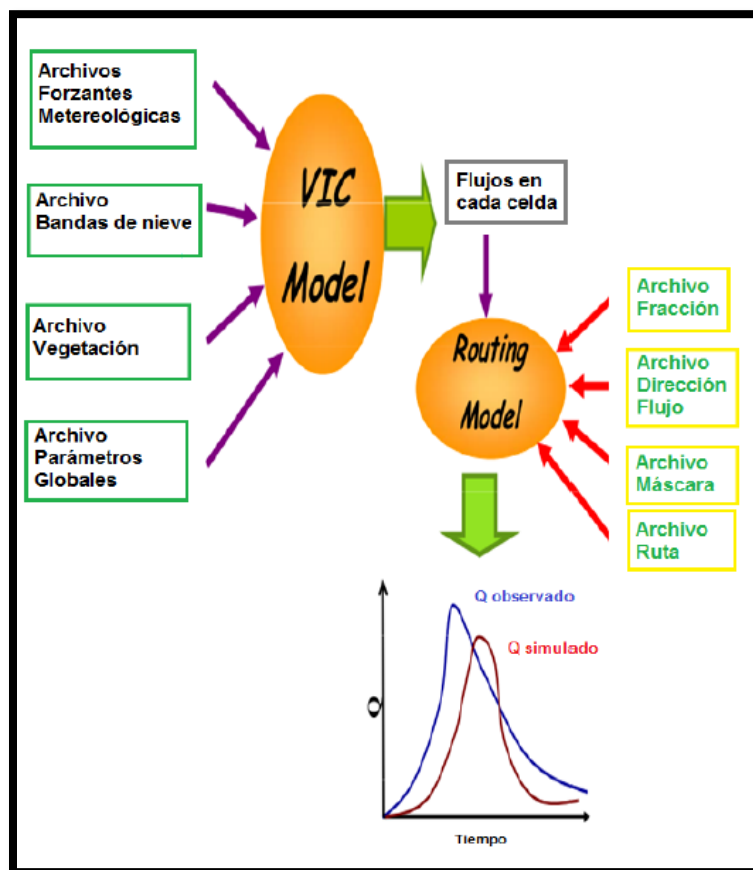 Archivos
Forzantes
Metereológicas
Archivo
Bandas de nieve
Archivo
Vegetación
Archivo
Parámetros
Globales
VIC
Model
Flujos en
cada celda
Routing
Model
Archivo
Fracción
Archivo
Dirección
Flujo
Archivo
Máscara
Archivo
Ruta
Q observado
Q simulado
Q
Tiempo